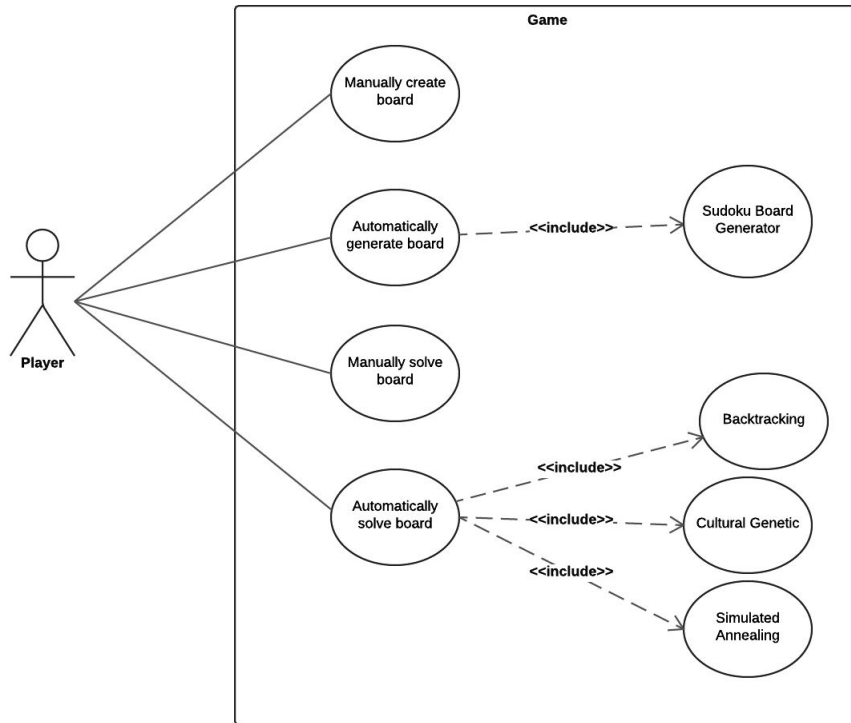 Game
Manually create
board
Automatically
generate board
<<include>>
Sudoku Board
Generator
Player
Manually solve
board
Automatically
solve board
<<include>>
Backtracking
<<include>>
Cultural Genetic
<<include>>
Simulated
Annealing